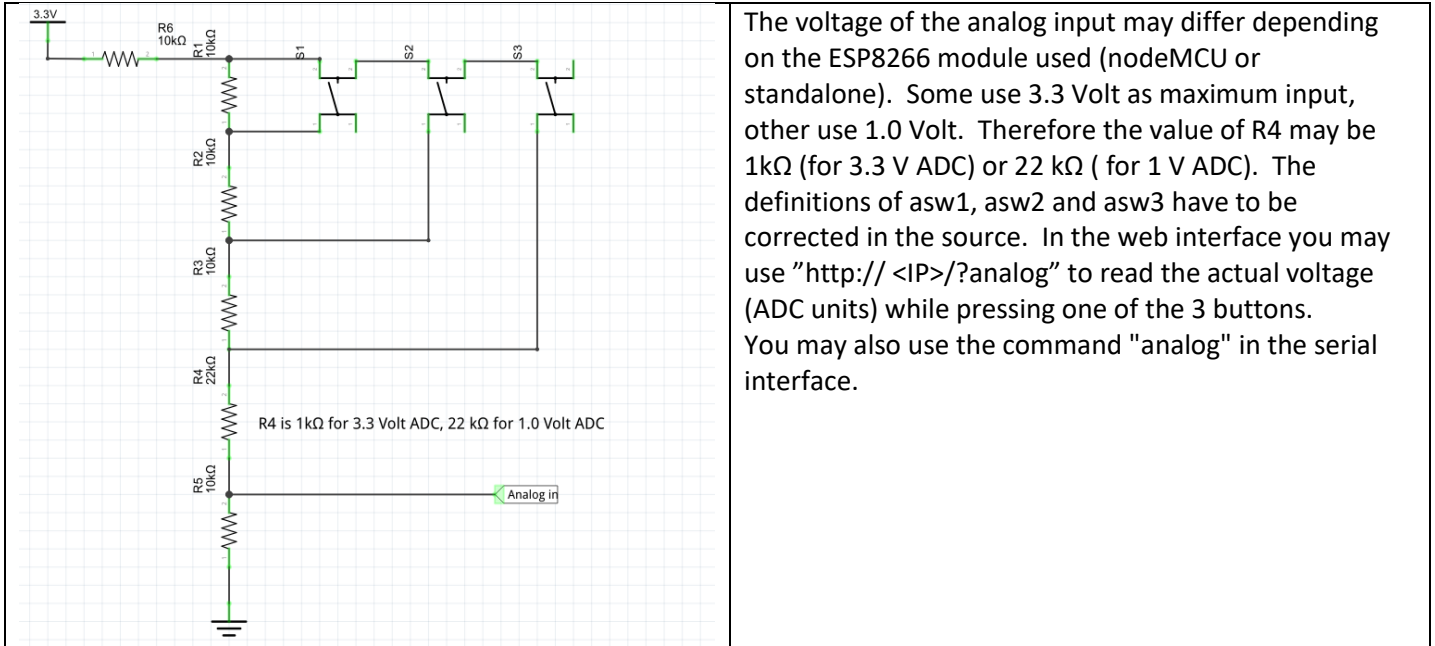 3.3V
R6
10kΩ
R1
10kΩ
S1
S2
S3
R2
10kΩ
R3
10kΩ
R4
22kΩ
R4 is 1kΩ for 3.3 Volt ADC, 22 kΩ for 1.0 Volt ADC
R5
10kΩ
Analog in
The voltage of the analog input may differ depending
on the ESP8266 module used (nodeMCU or
standalone).  Some use 3.3 Volt as maximum input,
other use 1.0 Volt.  Therefore the value of R4 may be
1kΩ (for 3.3 V ADC) or 22 kΩ ( for 1 V ADC).  The
definitions of asw1, asw2 and asw3 have to be
corrected in the source.  In the web interface you may
use ”http:// <IP>/?analog” to read the actual voltage
(ADC units) while pressing one of the 3 buttons.
You may also use the command "analog" in the serial
interface.